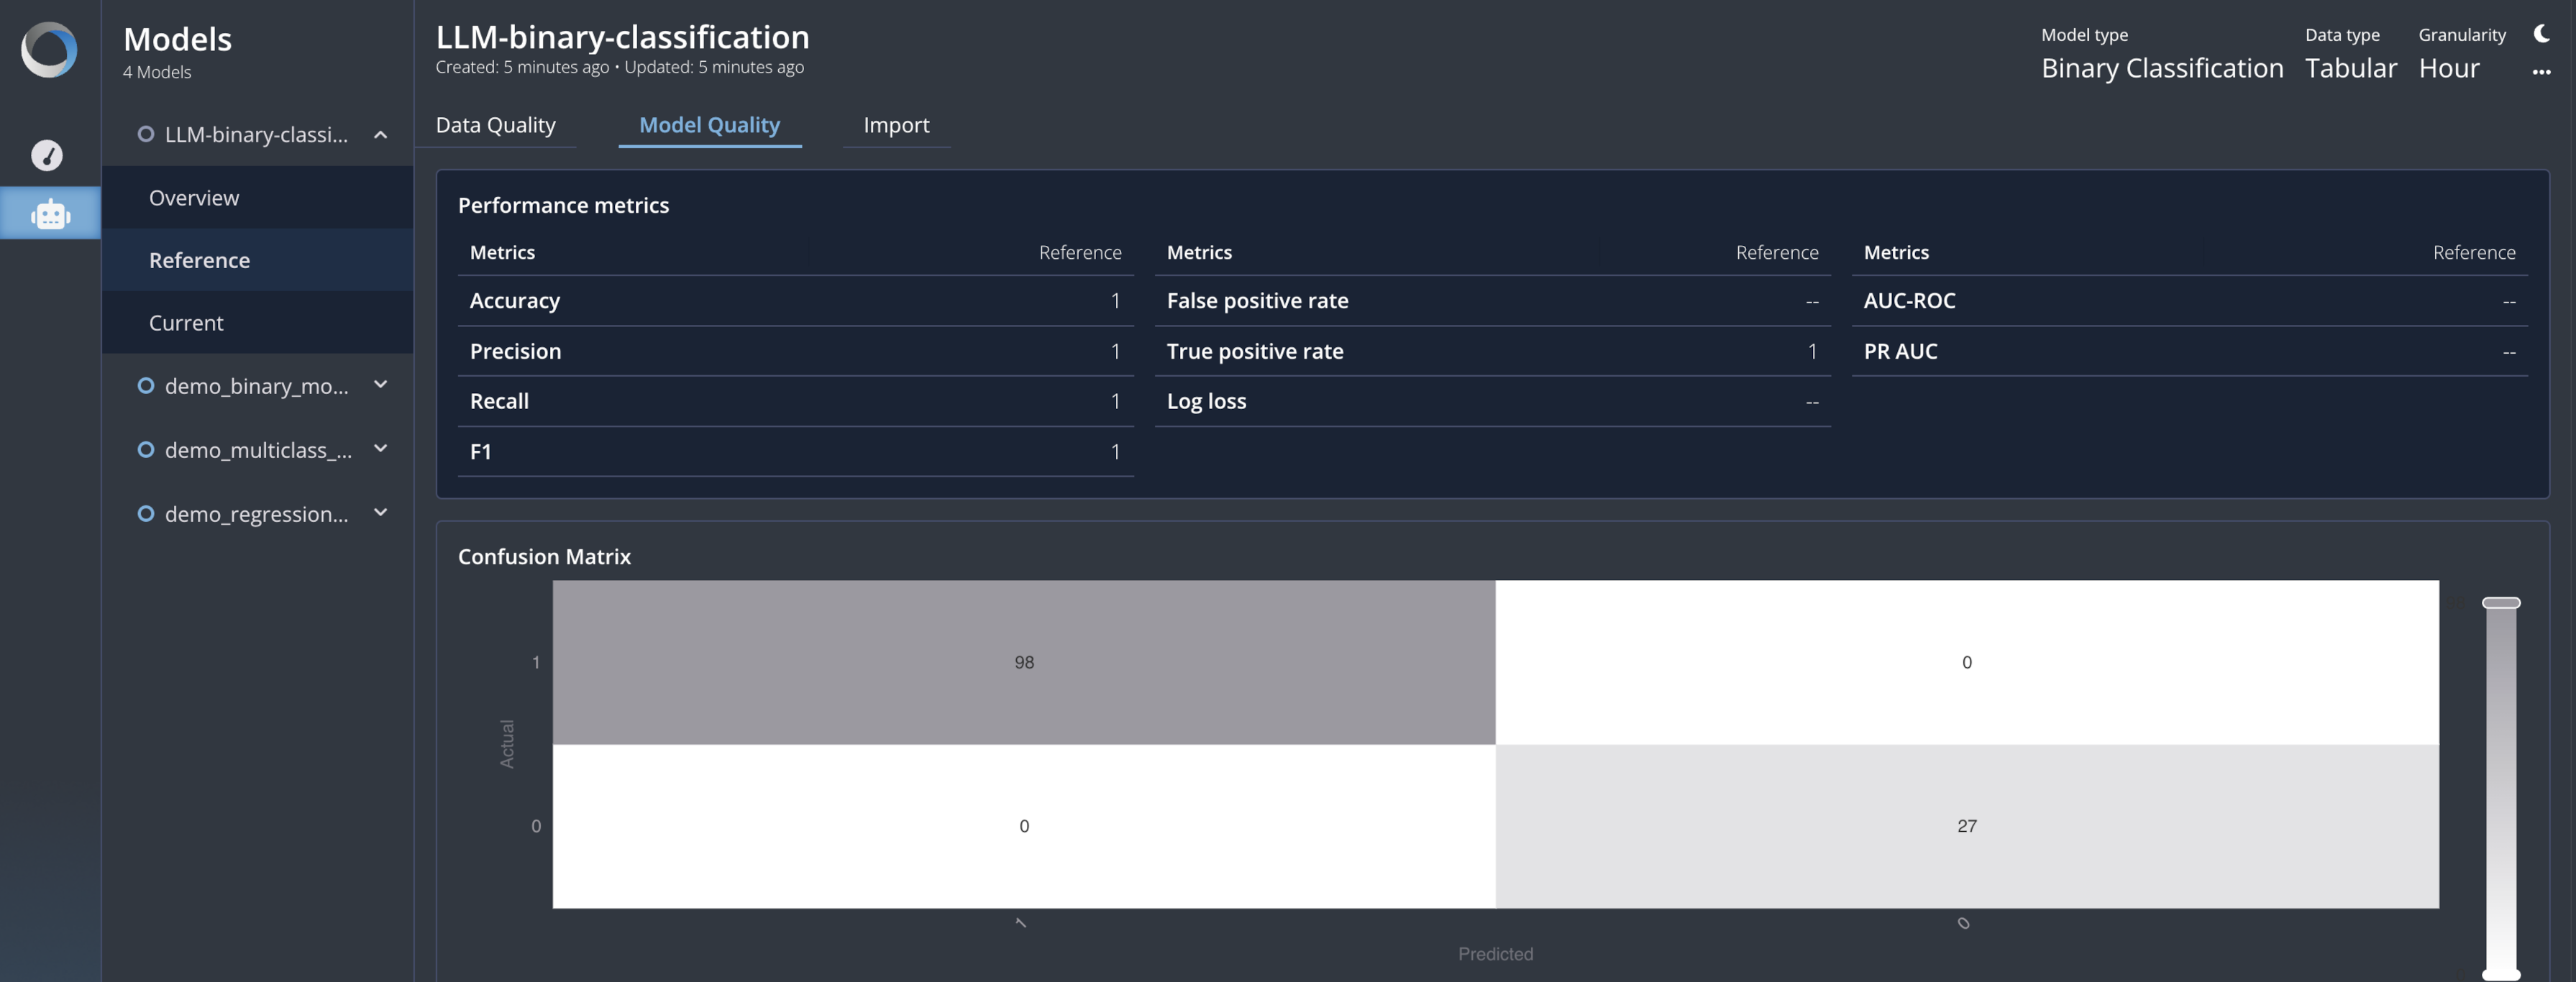 Models
4 Models
LLM-binary-classi...
Overview
Reference
Current
demo_binary_mo...
demo_multiclass_...
demo_regression...
LLM-binary-classification
Created: 5 minutes ago • Updated: 5 minutes ago
Model type
Binary Classification
Data type
Tabular
Granularity
Hour
Data Quality
Model Quality
Import
Performance metrics
Metrics Reference
Accuracy 1
Precision 1
Recall 1
F1 1
Metrics Reference
False positive rate --
True positive rate 1
Log loss --
Metrics Reference
AUC-ROC --
PR AUC --
Confusion Matrix
Actual
1 98 0
0 0 27
1 0
Predicted